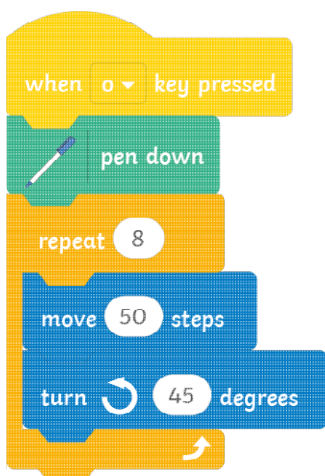 when o key pressed
pen down
repeat 8
move 50 steps
turn 45 degrees